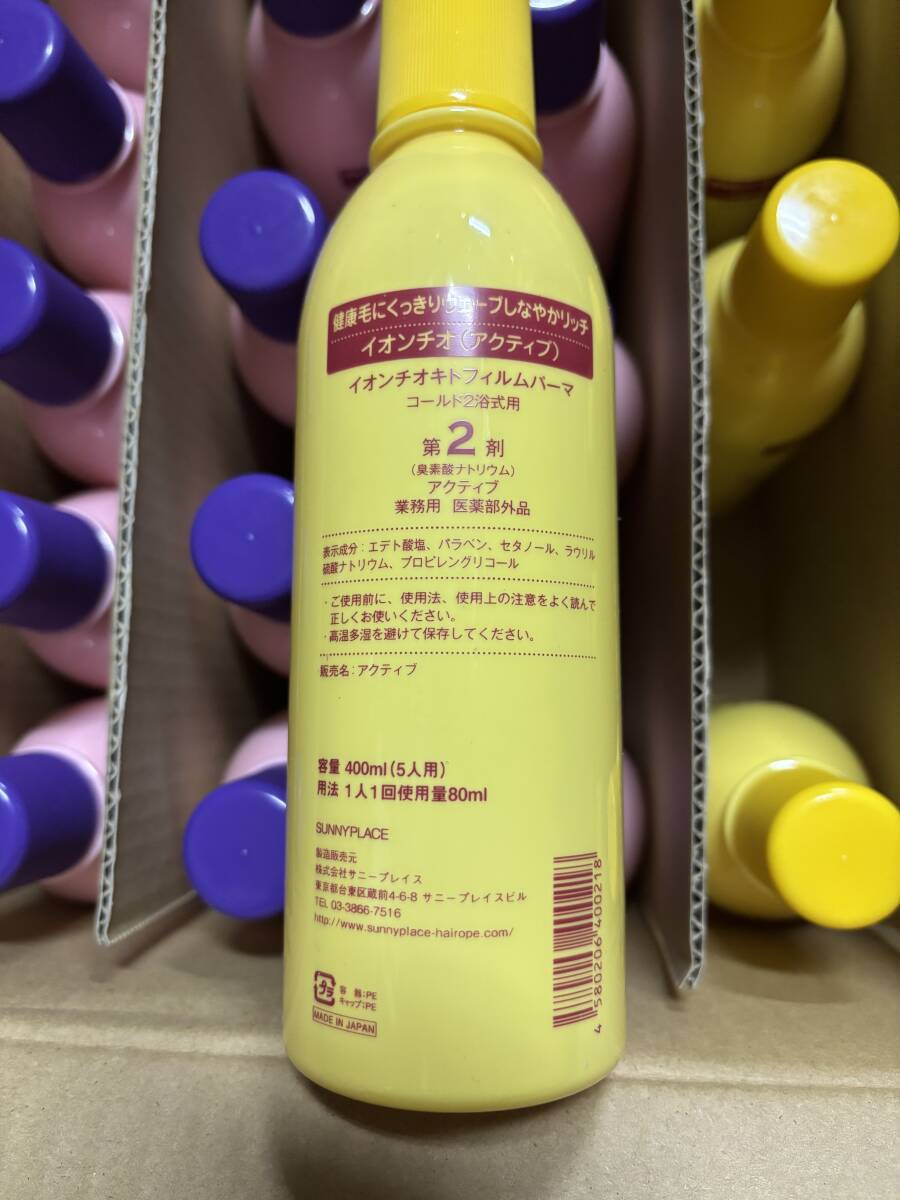 健康毛にくっきりウェーブしなやかリッチ
イオンチオ(アクティブ)
イオンチオキトフィルムパーマ
コールド2浴式用
第2剤
(臭素酸ナトリウム)
アクティブ
業務用 医薬部外品
表示成分:エデト酸塩、パラベン、セタノール、ラウリル
硫酸ナトリウム、プロピレングリコール
・ご使用前に、使用法、使用上の注意をよく読んで
正しくお使いください。
・高温多湿を避けて保存してください。
販売名:アクティブ
容量 400ml(5人用)
用法 1人1回使用量80ml
SUNNYPLACE
製造販売元
株式会社サニープレイス
東京都台東区蔵前4-6-8 サニープレイスビル
TEL 03-3866-7516
http://www.sunnyplace-hairope.com/
プラ
容器:PE
キャップ:PE
MADE IN JAPAN
4 580206 400218